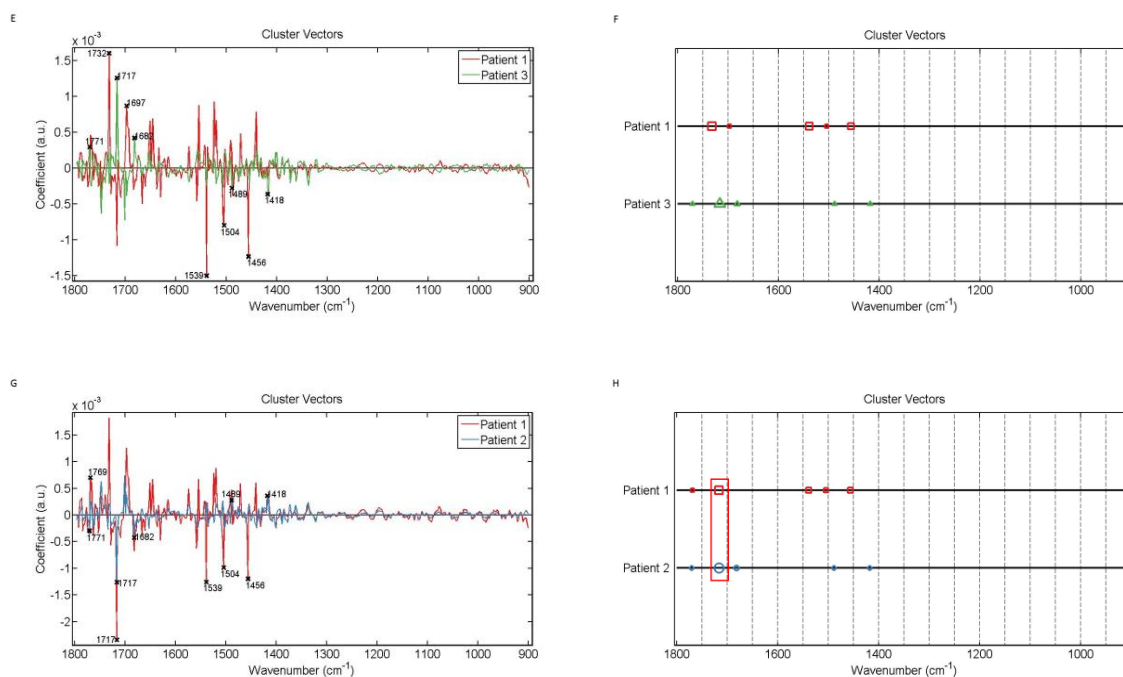 E
Cluster Vectors
x 10⁻³
Patient 1
Patient 3
1732
1717
1697
1771
1682
1489
1418
1504
1539
1456
1.5
1
0.5
0
-0.5
-1
-1.5
Coefficient (a.u.)
1800 1700 1600 1500 1400 1300 1200 1100 1000 900
Wavenumber (cm⁻¹)
F
Cluster Vectors
Patient 1
Patient 3
1800 1600 1400 1200 1000
Wavenumber (cm⁻¹)
G
Cluster Vectors
x 10⁻³
Patient 1
Patient 2
1769
1489
1418
1771
1682
1717
1539
1504
1456
1717
1.5
1
0.5
0
-0.5
-1
-1.5
-2
Coefficient (a.u.)
1800 1700 1600 1500 1400 1300 1200 1100 1000 900
Wavenumber (cm⁻¹)
H
Cluster Vectors
Patient 1
Patient 2
1800 1600 1400 1200 1000
Wavenumber (cm⁻¹)